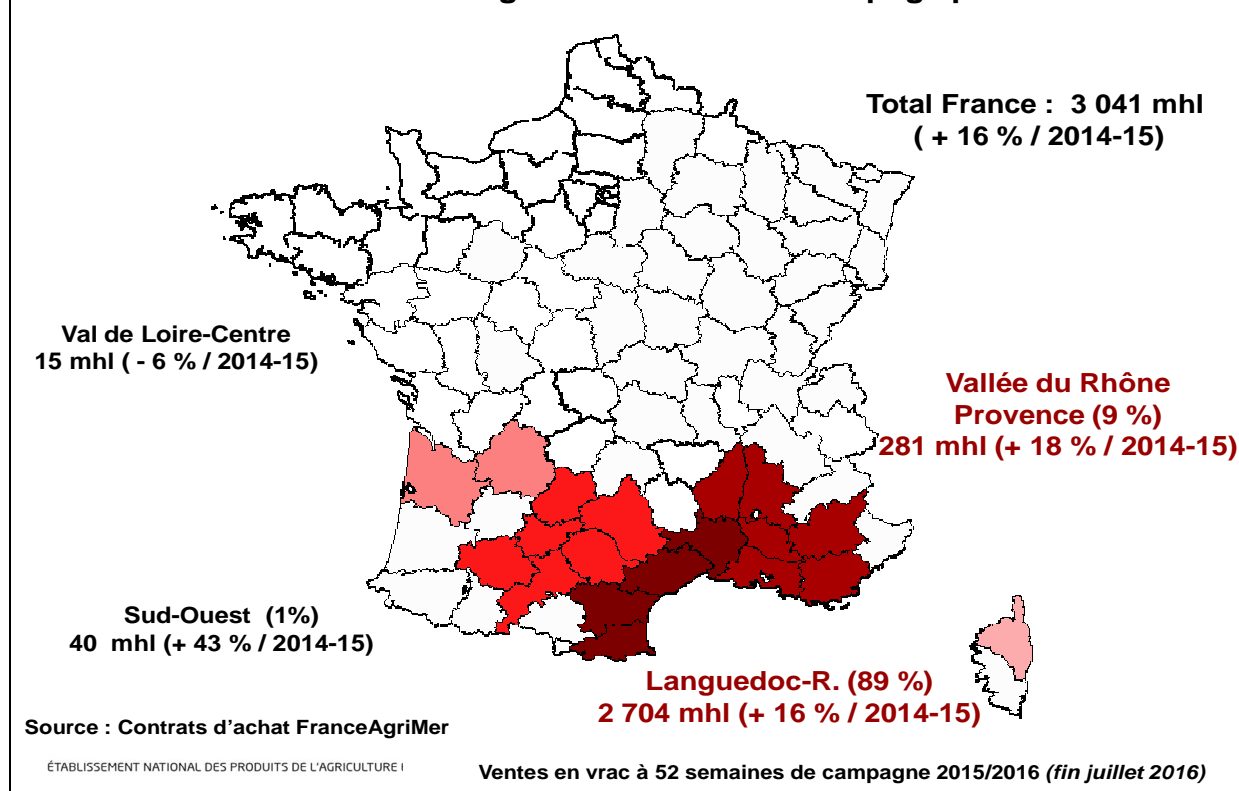 Total France : 3 041 mhl
( + 16 % / 2014-15)
Val de Loire-Centre
15 mhl ( - 6 % / 2014-15)
Vallée du Rhône
Provence (9 %)
281 mhl (+ 18 % / 2014-15)
Sud-Ouest (1%)
40 mhl (+ 43 % / 2014-15)
Languedoc-R. (89 %)
2 704 mhl (+ 16 % / 2014-15)
Source : Contrats d'achat FranceAgriMer
ÉTABLISSEMENT NATIONAL DES PRODUITS DE L'AGRICULTURE
Ventes en vrac à 52 semaines de campagne 2015/2016 (fin juillet 2016)